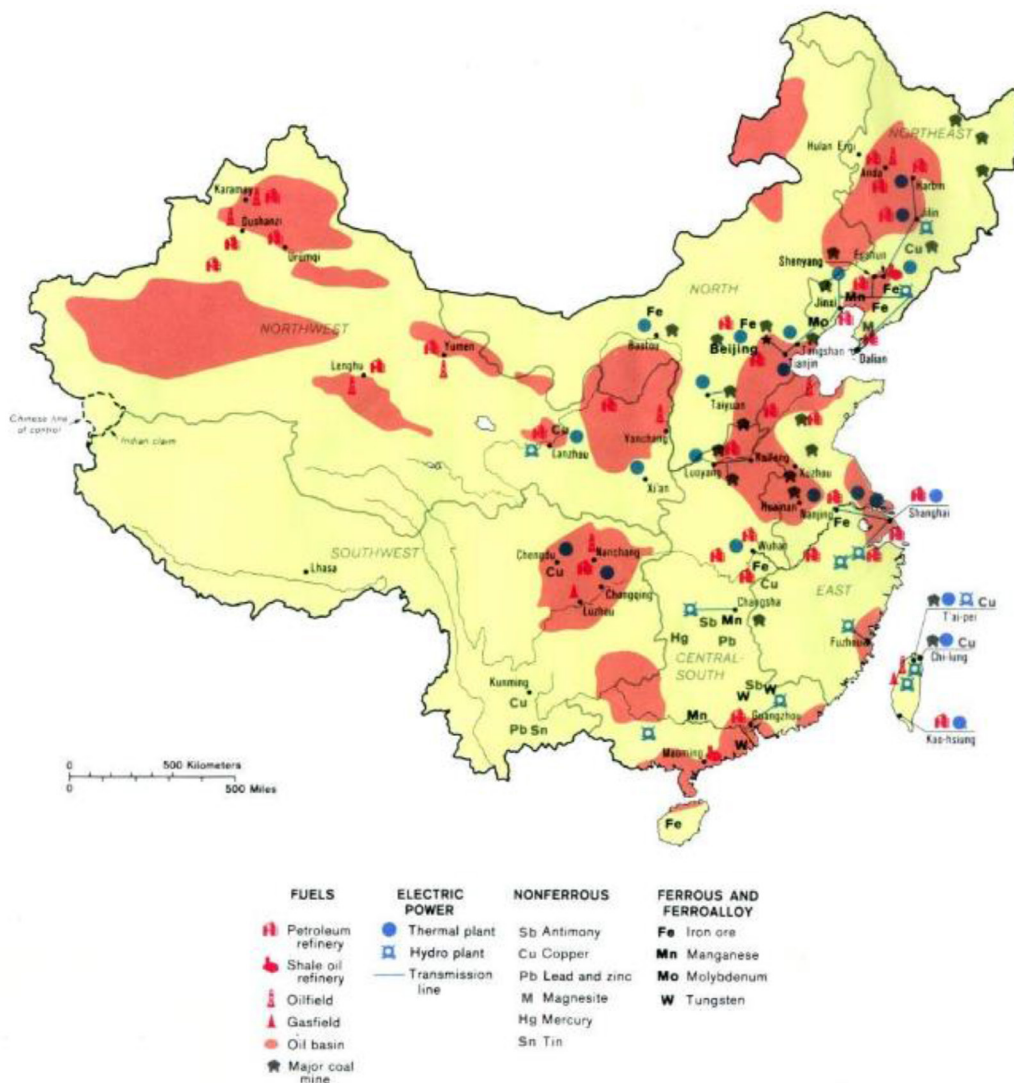 NORTHEAST
Hulan Ergi
Anda
Harbin
Jilin
Karamay
Dushanzi
Urumqi
Cu
Fushun
Shenyang
NORTH
Jinxi
Mn
Fe
Fe
Mo
M
Fe
Baotou
Fe
Beijing
Tangshan
Tianjin
Dalian
NORTHWEST
Yumen
Lenghu
Taiyuan
Chinese line
of control
Indian claim
Cu
Lanzhou
Yanchang
Luoyang
Kaifeng
Xuzhou
Xi'an
Huainan
Nanjing
Fe
Shanghai
SOUTHWEST
Lhasa
Chengdu
Cu
Nanchang
Chongqing
Luzhou
Wuhan
Fe
Cu
EAST
Changsha
Sb
Mn
Hg
Pb
CENTRAL-
SOUTH
Fuzhou
Cu
T'ai-pei
Cu
Chi-lung
Kunming
Cu
Pb Sn
Sb
W
W
Mn
Guangzhou
W
Maoming
Kao-hsiung
Fe
0 500 Kilometers
0 500 Miles
FUELS
Petroleum
refinery
Shale oil
refinery
Oilfield
Gasfield
Oil basin
Major coal
mine
ELECTRIC
POWER
Thermal plant
Hydro plant
Transmission
line
NONFERROUS
Sb Antimony
Cu Copper
Pb Lead and zinc
M Magnesite
Hg Mercury
Sn Tin
FERROUS AND
FERROALLOY
Fe Iron ore
Mn Manganese
Mo Molybdenum
W Tungsten